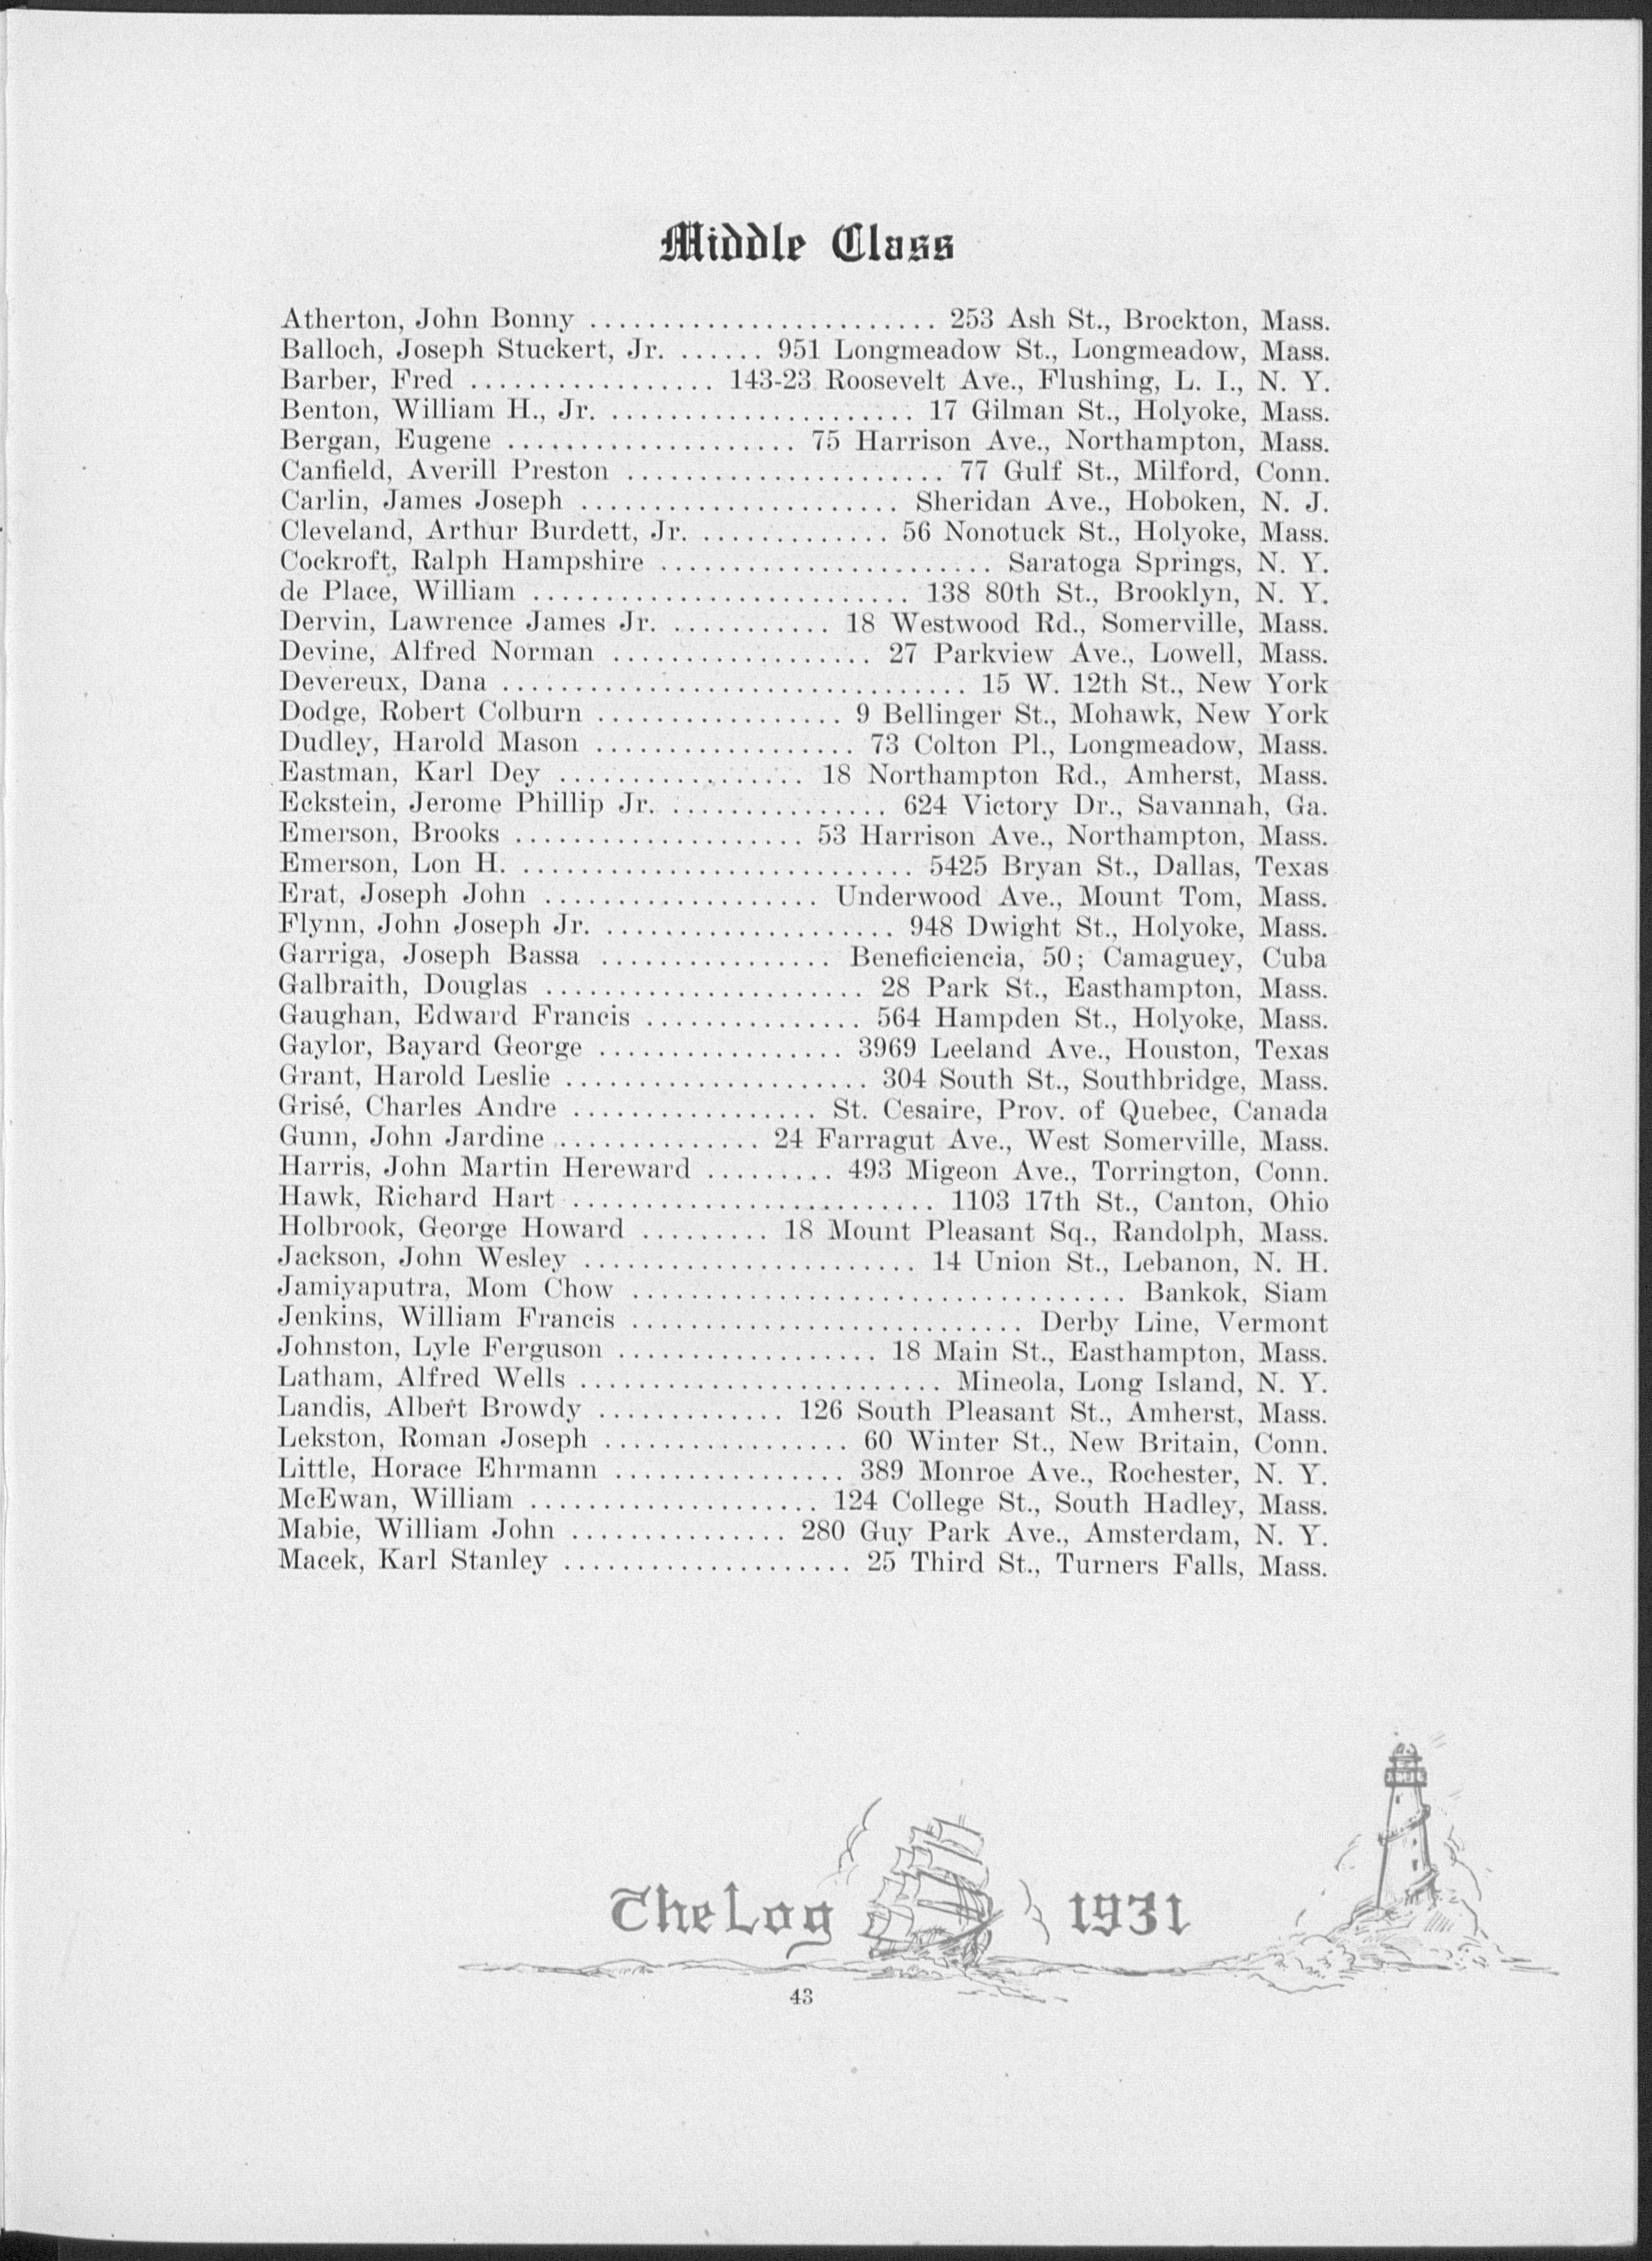 Middle Class
Atherton, John Bonny ........................ 253 Ash St., Brockton, Mass.
Balloch, Joseph Stuckert, Jr. ...... 951 Longmeadow St., Longmeadow, Mass.
Barber, Fred ................. 143-23 Roosevelt Ave., Flushing, L. I., N. Y.
Benton, William H., Jr. ..................... 17 Gilman St., Holyoke, Mass.
Bergan, Eugene .................... 75 Harrison Ave., Northampton, Mass.
Canfield, Averill Preston ...................... 77 Gulf St., Milford, Conn.
Carlin, James Joseph ...................... Sheridan Ave., Hoboken, N. J.
Cleveland, Arthur Burdett, Jr. ............. 56 Nonotuck St., Holyoke, Mass.
Cockroft, Ralph Hampshire ....................... Saratoga Springs, N. Y.
de Place, William .......................... 138 80th St., Brooklyn, N. Y.
Dervin, Lawrence James Jr. ........... 18 Westwood Rd., Somerville, Mass.
Devine, Alfred Norman .................. 27 Parkview Ave., Lowell, Mass.
Devereux, Dana ................................ 15 W. 12th St., New York
Dodge, Robert Colburn ................. 9 Bellinger St., Mohawk, New York
Dudley, Harold Mason .................. 73 Colton Pl., Longmeadow, Mass.
Eastman, Karl Dey ................. 18 Northampton Rd., Amherst, Mass.
Eckstein, Jerome Phillip Jr. ............... 624 Victory Dr., Savannah, Ga.
Emerson, Brooks .................... 53 Harrison Ave., Northampton, Mass.
Emerson, Lon H. ........................... 5425 Bryan St., Dallas, Texas
Erat, Joseph John ................... Underwood Ave., Mount Tom, Mass.
Flynn, John Joseph Jr. .................... 948 Dwight St., Holyoke, Mass.
Garriga, Joseph Bassa ................ Beneficiencia, 50; Camaguey, Cuba
Galbraith, Douglas ...................... 28 Park St., Easthampton, Mass.
Gaughan, Edward Francis ............... 564 Hampden St., Holyoke, Mass.
Gaylor, Bayard George ................. 3969 Leeland Ave., Houston, Texas
Grant, Harold Leslie ..................... 304 South St., Southbridge, Mass.
Grisé, Charles Andre ................. St. Cesaire, Prov. of Quebec, Canada
Gunn, John Jardine .............. 24 Farragut Ave., West Somerville, Mass.
Harris, John Martin Hereward ......... 493 Migeon Ave., Torrington, Conn.
Hawk, Richard Hart ......................... 1103 17th St., Canton, Ohio
Holbrook, George Howard ......... 18 Mount Pleasant Sq., Randolph, Mass.
Jackson, John Wesley ....................... 14 Union St., Lebanon, N. H.
Jamiyaputra, Mom Chow .................................. Bankok, Siam
Jenkins, William Francis ........................... Derby Line, Vermont
Johnston, Lyle Ferguson .................. 18 Main St., Easthampton, Mass.
Latham, Alfred Wells ......................... Mineola, Long Island, N. Y.
Landis, Albert Browdy ............. 126 South Pleasant St., Amherst, Mass.
Lekston, Roman Joseph ................. 60 Winter St., New Britain, Conn.
Little, Horace Ehrmann ................ 389 Monroe Ave., Rochester, N. Y.
McEwan, William .................... 124 College St., South Hadley, Mass.
Mabie, William John ............... 280 Guy Park Ave., Amsterdam, N. Y.
Macek, Karl Stanley .................... 25 Third St., Turners Falls, Mass.
The Log 1931
43